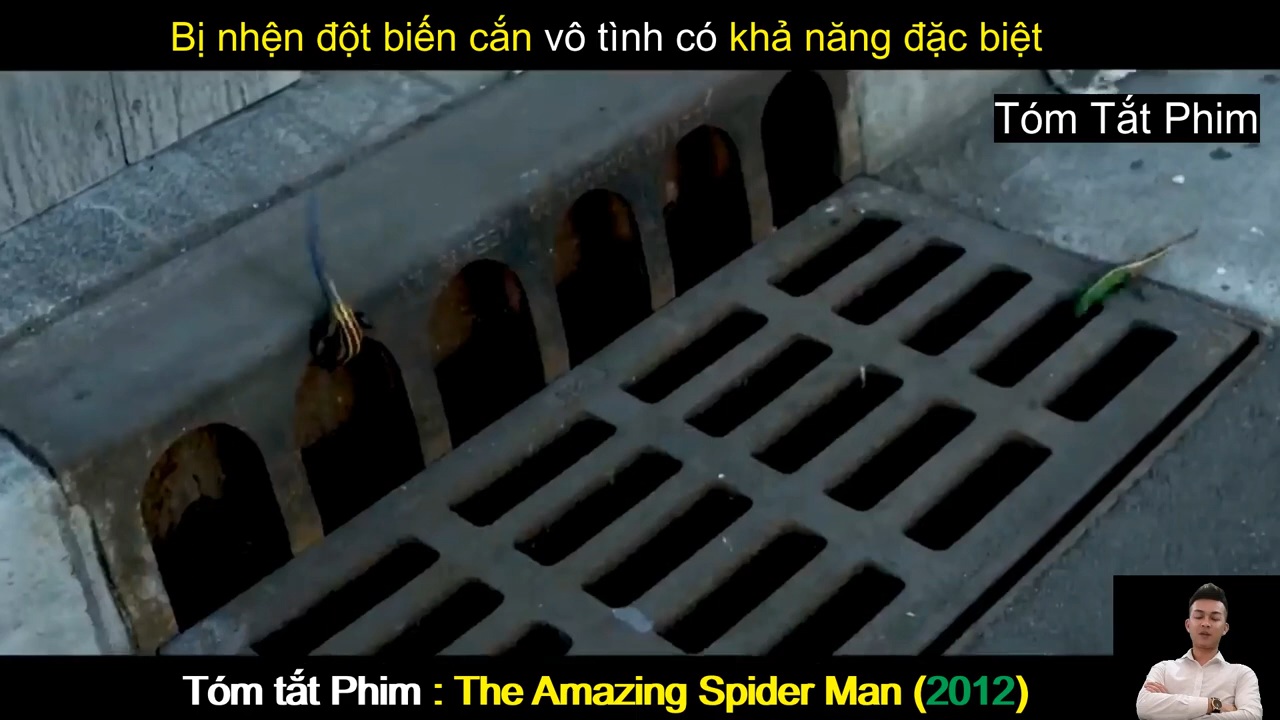 Bị nhện đột biến cắn vô tình có khả năng đặc biệt
Tóm Tắt Phim
Tóm tắt Phim : The Amazing Spider Man (2012)